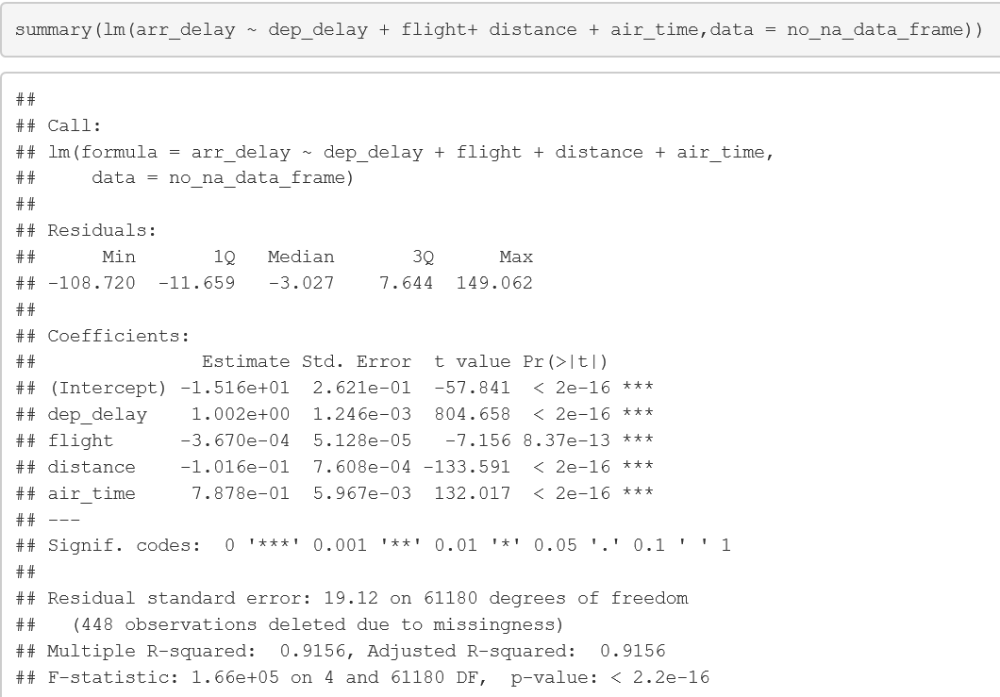 summary(lm(arr_delay ~ dep_delay + flight+ distance + air_time,data = no_na_data_frame))
##
## Call:
## lm(formula = arr_delay ~ dep_delay + flight + distance + air_time,
##     data = no_na_data_frame)
##
## Residuals:
##      Min       1Q   Median       3Q      Max
## -108.720  -11.659   -3.027    7.644  149.062
##
## Coefficients:
##               Estimate Std. Error  t value Pr(>|t|)
## (Intercept) -1.516e+01  2.621e-01  -57.841  < 2e-16 ***
## dep_delay    1.002e+00  1.246e-03  804.658  < 2e-16 ***
## flight      -3.670e-04  5.128e-05   -7.156 8.37e-13 ***
## distance    -1.016e-01  7.608e-04 -133.591  < 2e-16 ***
## air_time     7.878e-01  5.967e-03  132.017  < 2e-16 ***
## ---
## Signif. codes:  0 '***' 0.001 '**' 0.01 '*' 0.05 '.' 0.1 ' ' 1
##
## Residual standard error: 19.12 on 61180 degrees of freedom
##   (448 observations deleted due to missingness)
## Multiple R-squared:  0.9156, Adjusted R-squared:  0.9156
## F-statistic: 1.66e+05 on 4 and 61180 DF,  p-value: < 2.2e-16